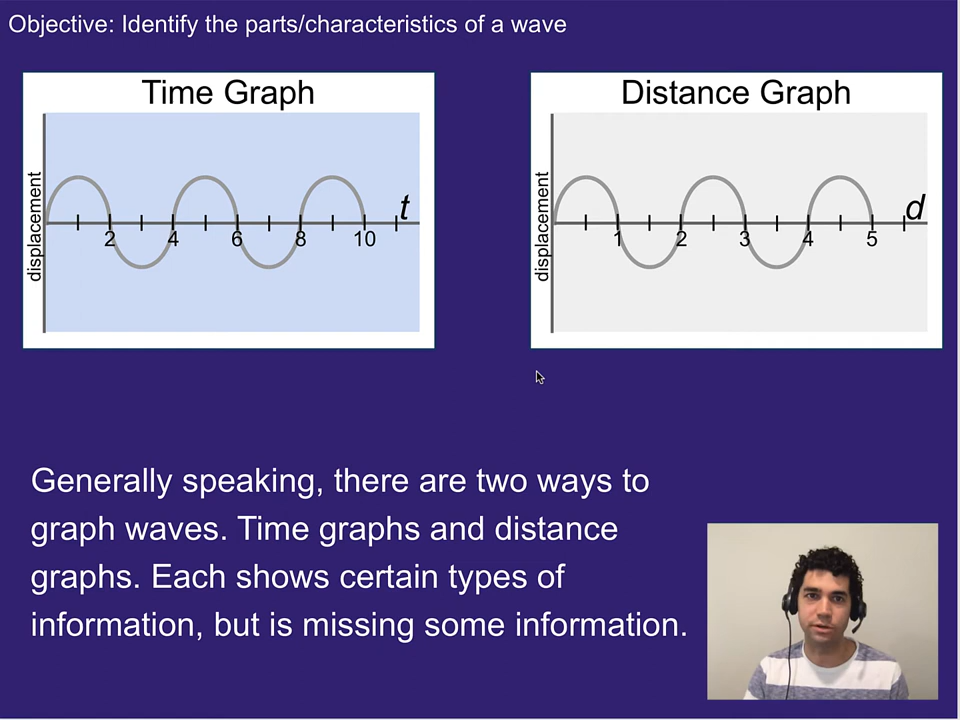 Objective: Identify the parts/characteristics of a wave
Time Graph
displacement
t
2 4 6 8 10
Distance Graph
displacement
d
1 2 3 4 5
Generally speaking, there are two ways to
graph waves. Time graphs and distance
graphs. Each shows certain types of
information, but is missing some information.